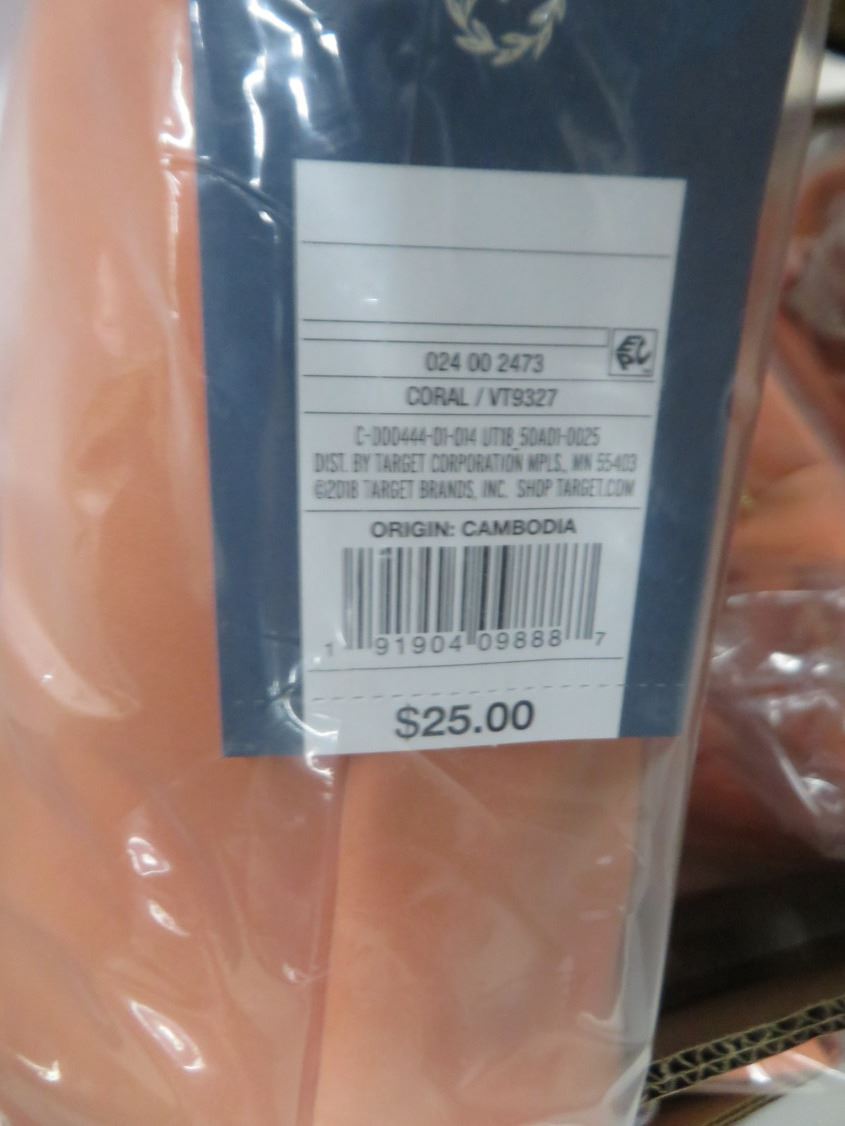 024 00 2473
CORAL / VT9327
C-000444-01-014 UT18_50AD1-0025
DIST. BY TARGET CORPORATION MPLS., MN 55403
©2018 TARGET BRANDS, INC. SHOP TARGET.COM
ORIGIN: CAMBODIA
1 91904 09888 7
$25.00